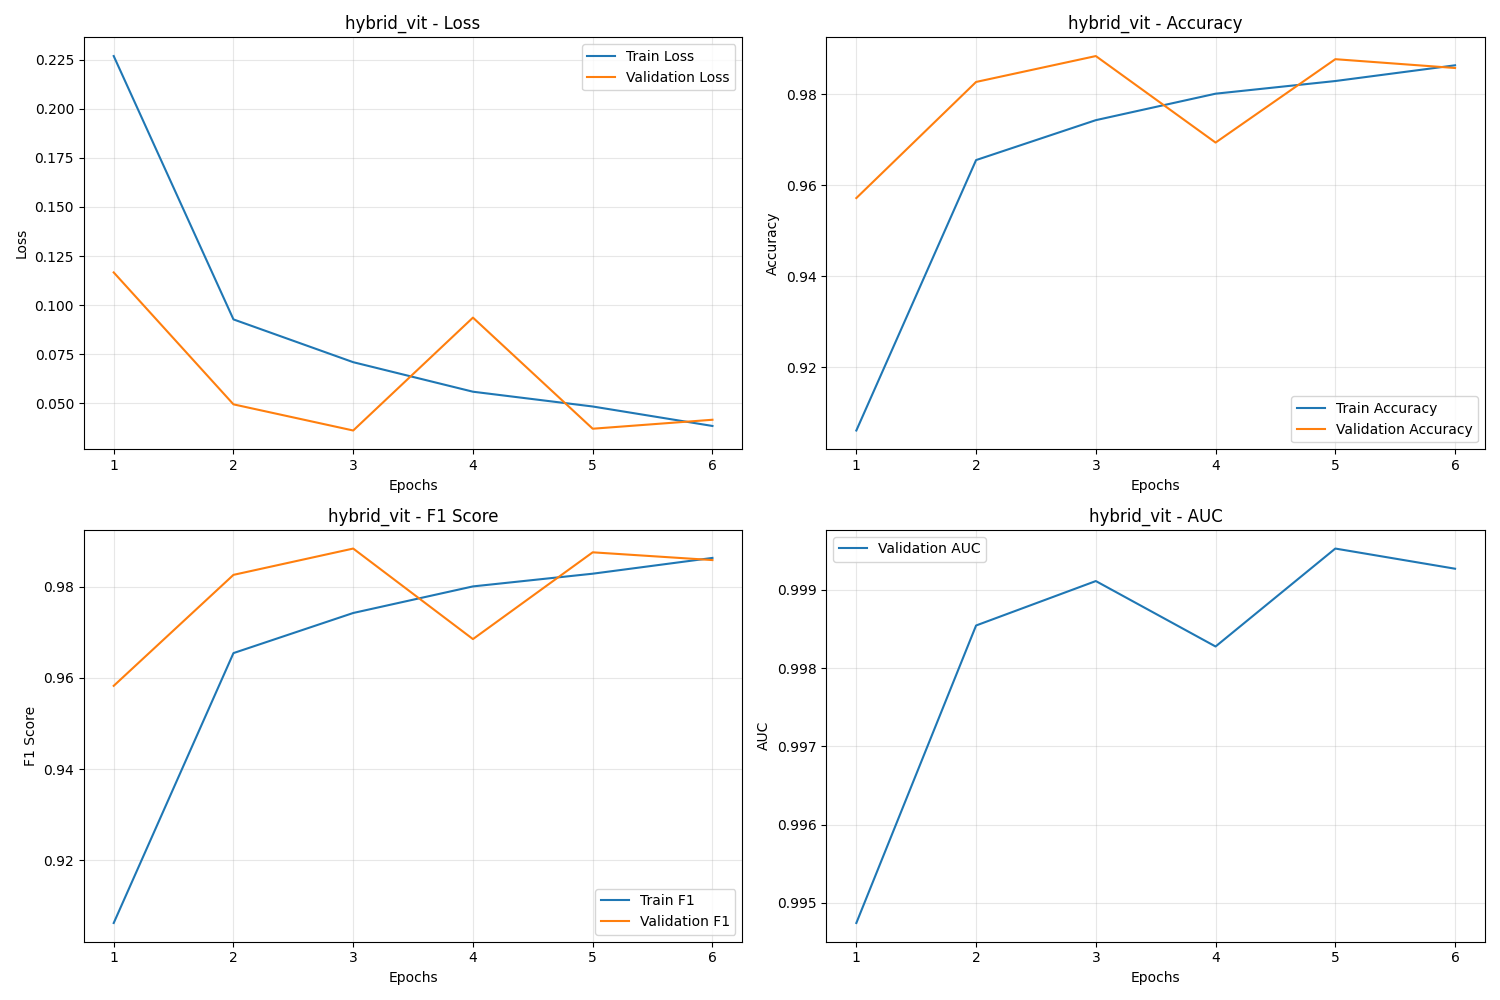 hybrid_vit - Loss
0.225
0.200
0.175
0.150
0.125
0.100
0.075
0.050
Loss
Train Loss
Validation Loss
1 2 3 4 5 6
Epochs
hybrid_vit - Accuracy
0.98
0.96
0.94
0.92
Accuracy
Train Accuracy
Validation Accuracy
1 2 3 4 5 6
Epochs
hybrid_vit - F1 Score
0.98
0.96
0.94
0.92
F1 Score
Train F1
Validation F1
1 2 3 4 5 6
Epochs
hybrid_vit - AUC
Validation AUC
0.999
0.998
0.997
0.996
0.995
AUC
1 2 3 4 5 6
Epochs